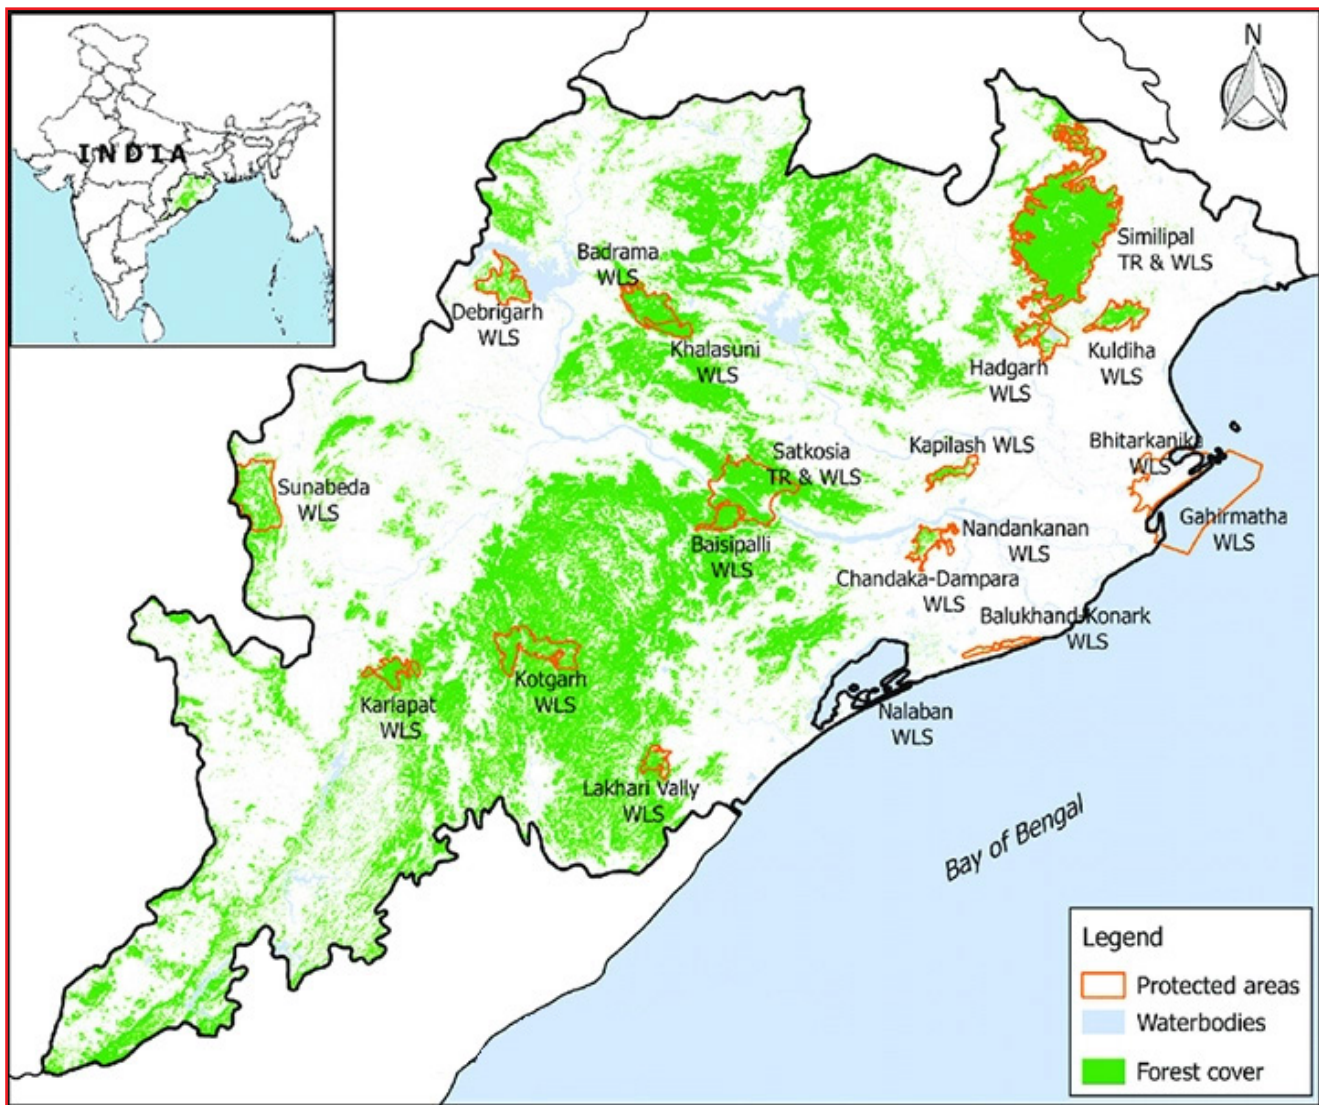 INDIA
N
Similipal
TR & WLS
Badrama
WLS
Debrigarh
WLS
Khalasuni
WLS
Hadgarh
WLS
Kuldiha
WLS
Kapilash WLS
Bhitarkanika
WLS
Satkosia
TR & WLS
Sunabeda
WLS
Gahirmatha
WLS
Nandankanan
WLS
Baisipalli
WLS
Chandaka-Dampara
WLS
Balukhand-Konark
WLS
Kotgarh
WLS
Karlapat
WLS
Nalaban
WLS
Lakhari Vally
WLS
Bay of Bengal
Legend
Protected areas
Waterbodies
Forest cover